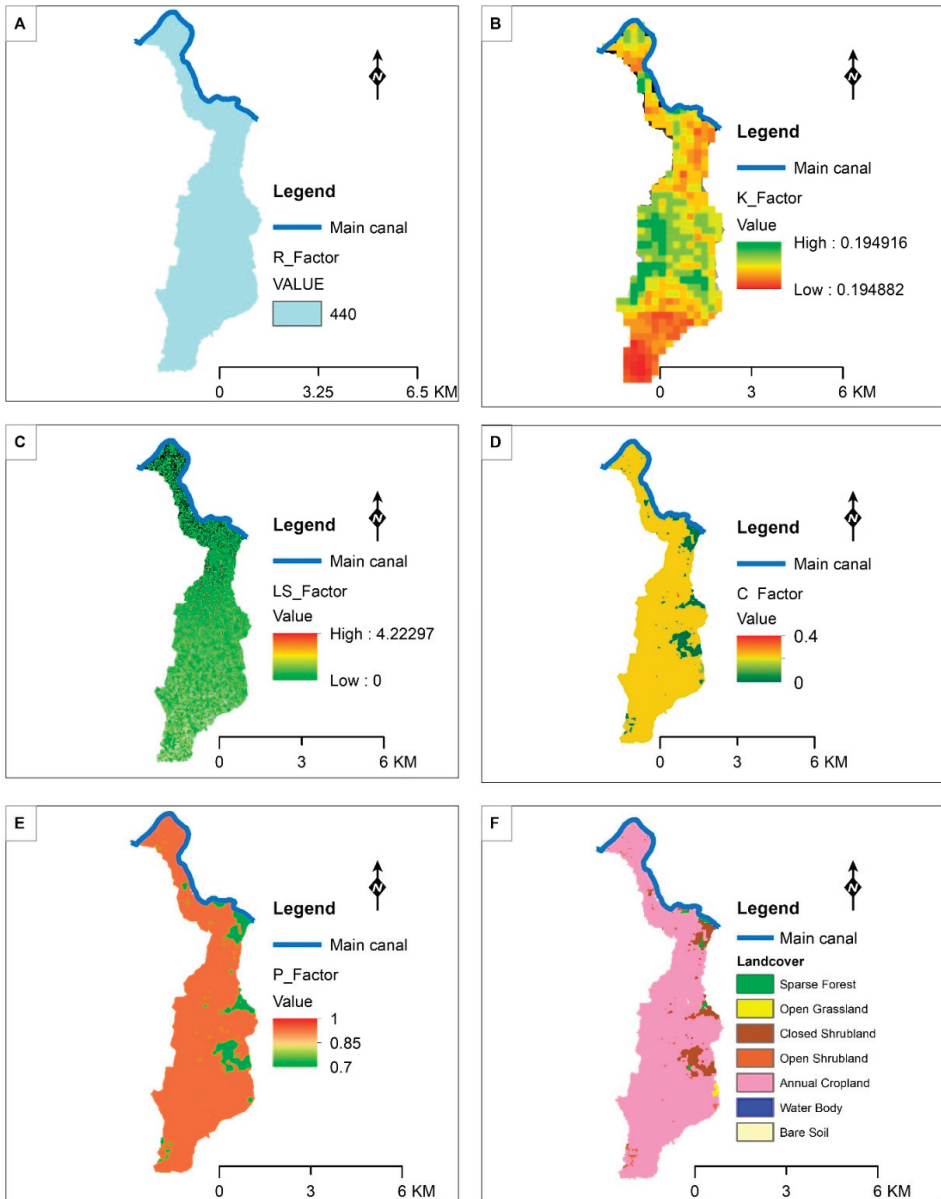 A
N
Legend
Main canal
R_Factor
VALUE
440
0 3.25 6.5 KM
B
N
Legend
Main canal
K_Factor
Value
High : 0.194916
Low : 0.194882
0 3 6 KM
C
N
Legend
Main canal
LS_Factor
Value
High : 4.22297
Low : 0
0 3 6 KM
D
N
Legend
Main canal
C_Factor
Value
0.4
0
0 3 6 KM
E
N
Legend
Main canal
P_Factor
Value
1
0.85
0.7
0 3 6 KM
F
N
Legend
Main canal
Landcover
Sparse Forest
Open Grassland
Closed Shrubland
Open Shrubland
Annual Cropland
Water Body
Bare Soil
0 3 6 KM